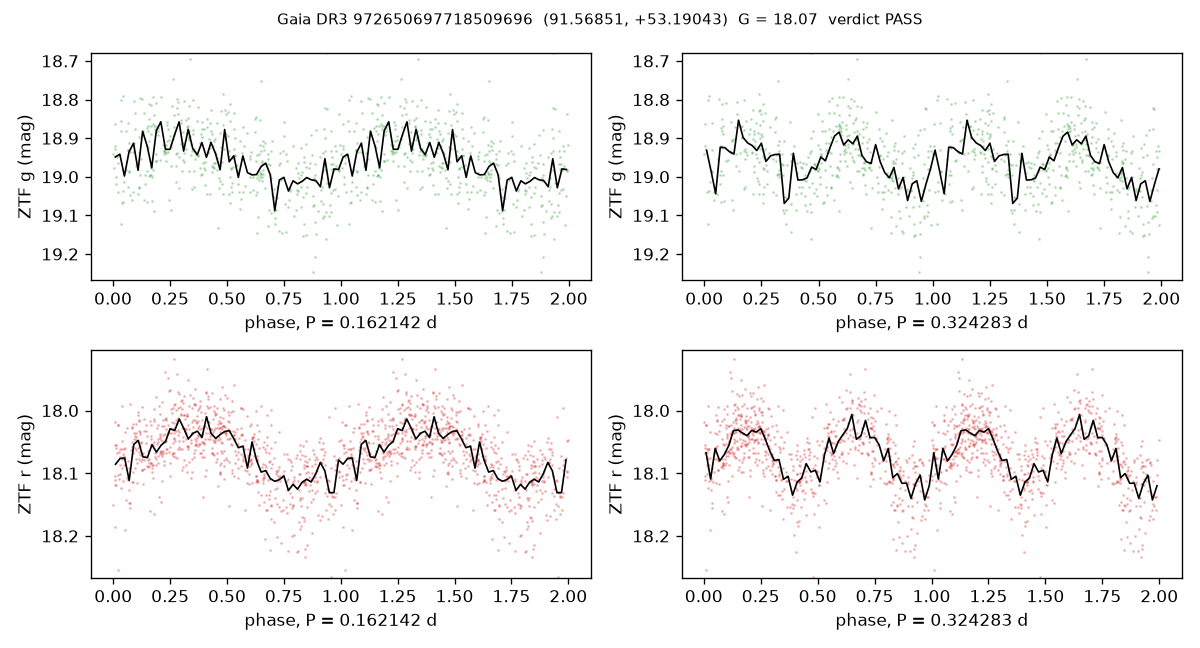 Gaia DR3 972650697718509696  (91.56851, +53.19043)  G = 18.07  verdict PASS
ZTF g (mag)
18.7
18.8
18.9
19.0
19.1
19.2
0.00 0.25 0.50 0.75 1.00 1.25 1.50 1.75 2.00
phase, P = 0.162142 d
ZTF g (mag)
18.7
18.8
18.9
19.0
19.1
19.2
0.00 0.25 0.50 0.75 1.00 1.25 1.50 1.75 2.00
phase, P = 0.324283 d
ZTF r (mag)
18.0
18.1
18.2
0.00 0.25 0.50 0.75 1.00 1.25 1.50 1.75 2.00
phase, P = 0.162142 d
ZTF r (mag)
18.0
18.1
18.2
0.00 0.25 0.50 0.75 1.00 1.25 1.50 1.75 2.00
phase, P = 0.324283 d